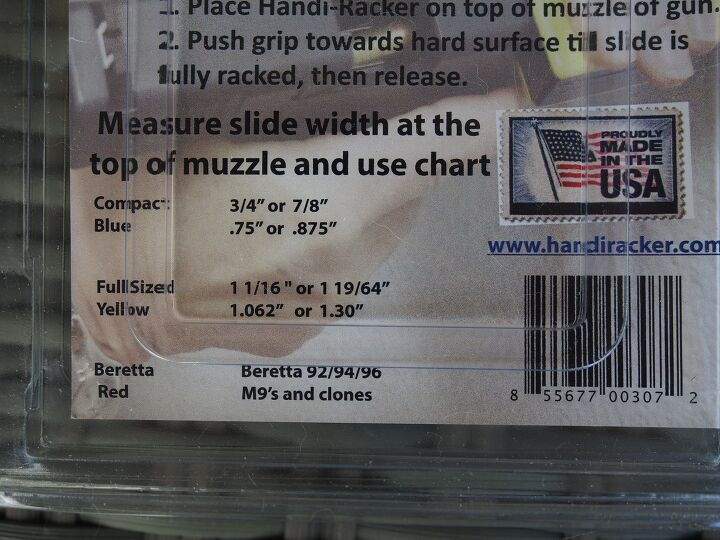 1. Place Handi-Racker on top of muzzle of gun.
2. Push grip towards hard surface till slide is
fully racked, then release.
Measure slide width at the
top of muzzle and use chart
PROUDLY
MADE
IN THE
USA
Compact 3/4” or 7/8”
Blue .75” or .875”
www.handiracker.com
Full Sized 1 1/16 " or 1 19/64”
Yellow 1.062” or 1.30”
Beretta Beretta 92/94/96
Red M9's and clones
8 55677 00307 2